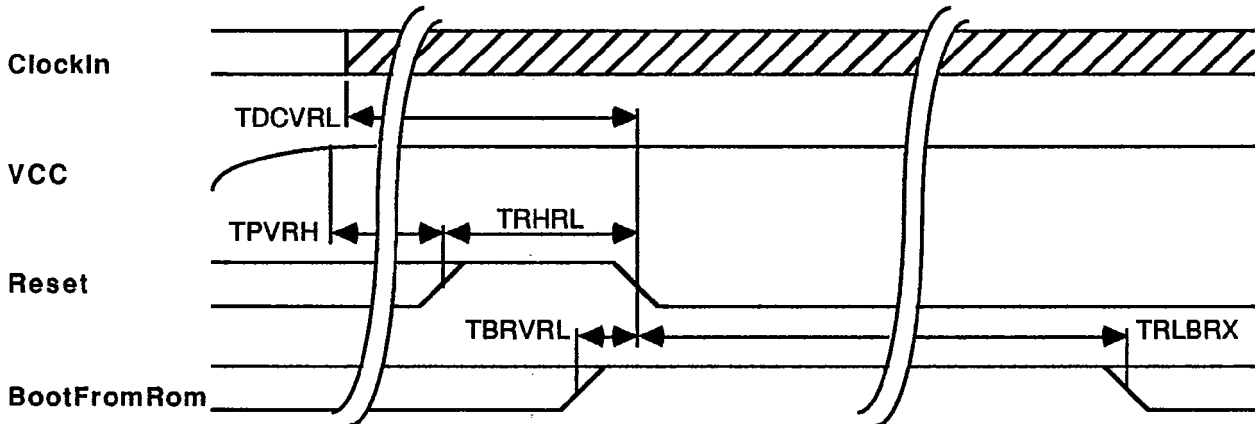 ClockIn
TDCVRL
VCC
TPVRH
TRHRL
Reset
TBRVRL
TRLBRX
BootFromRom